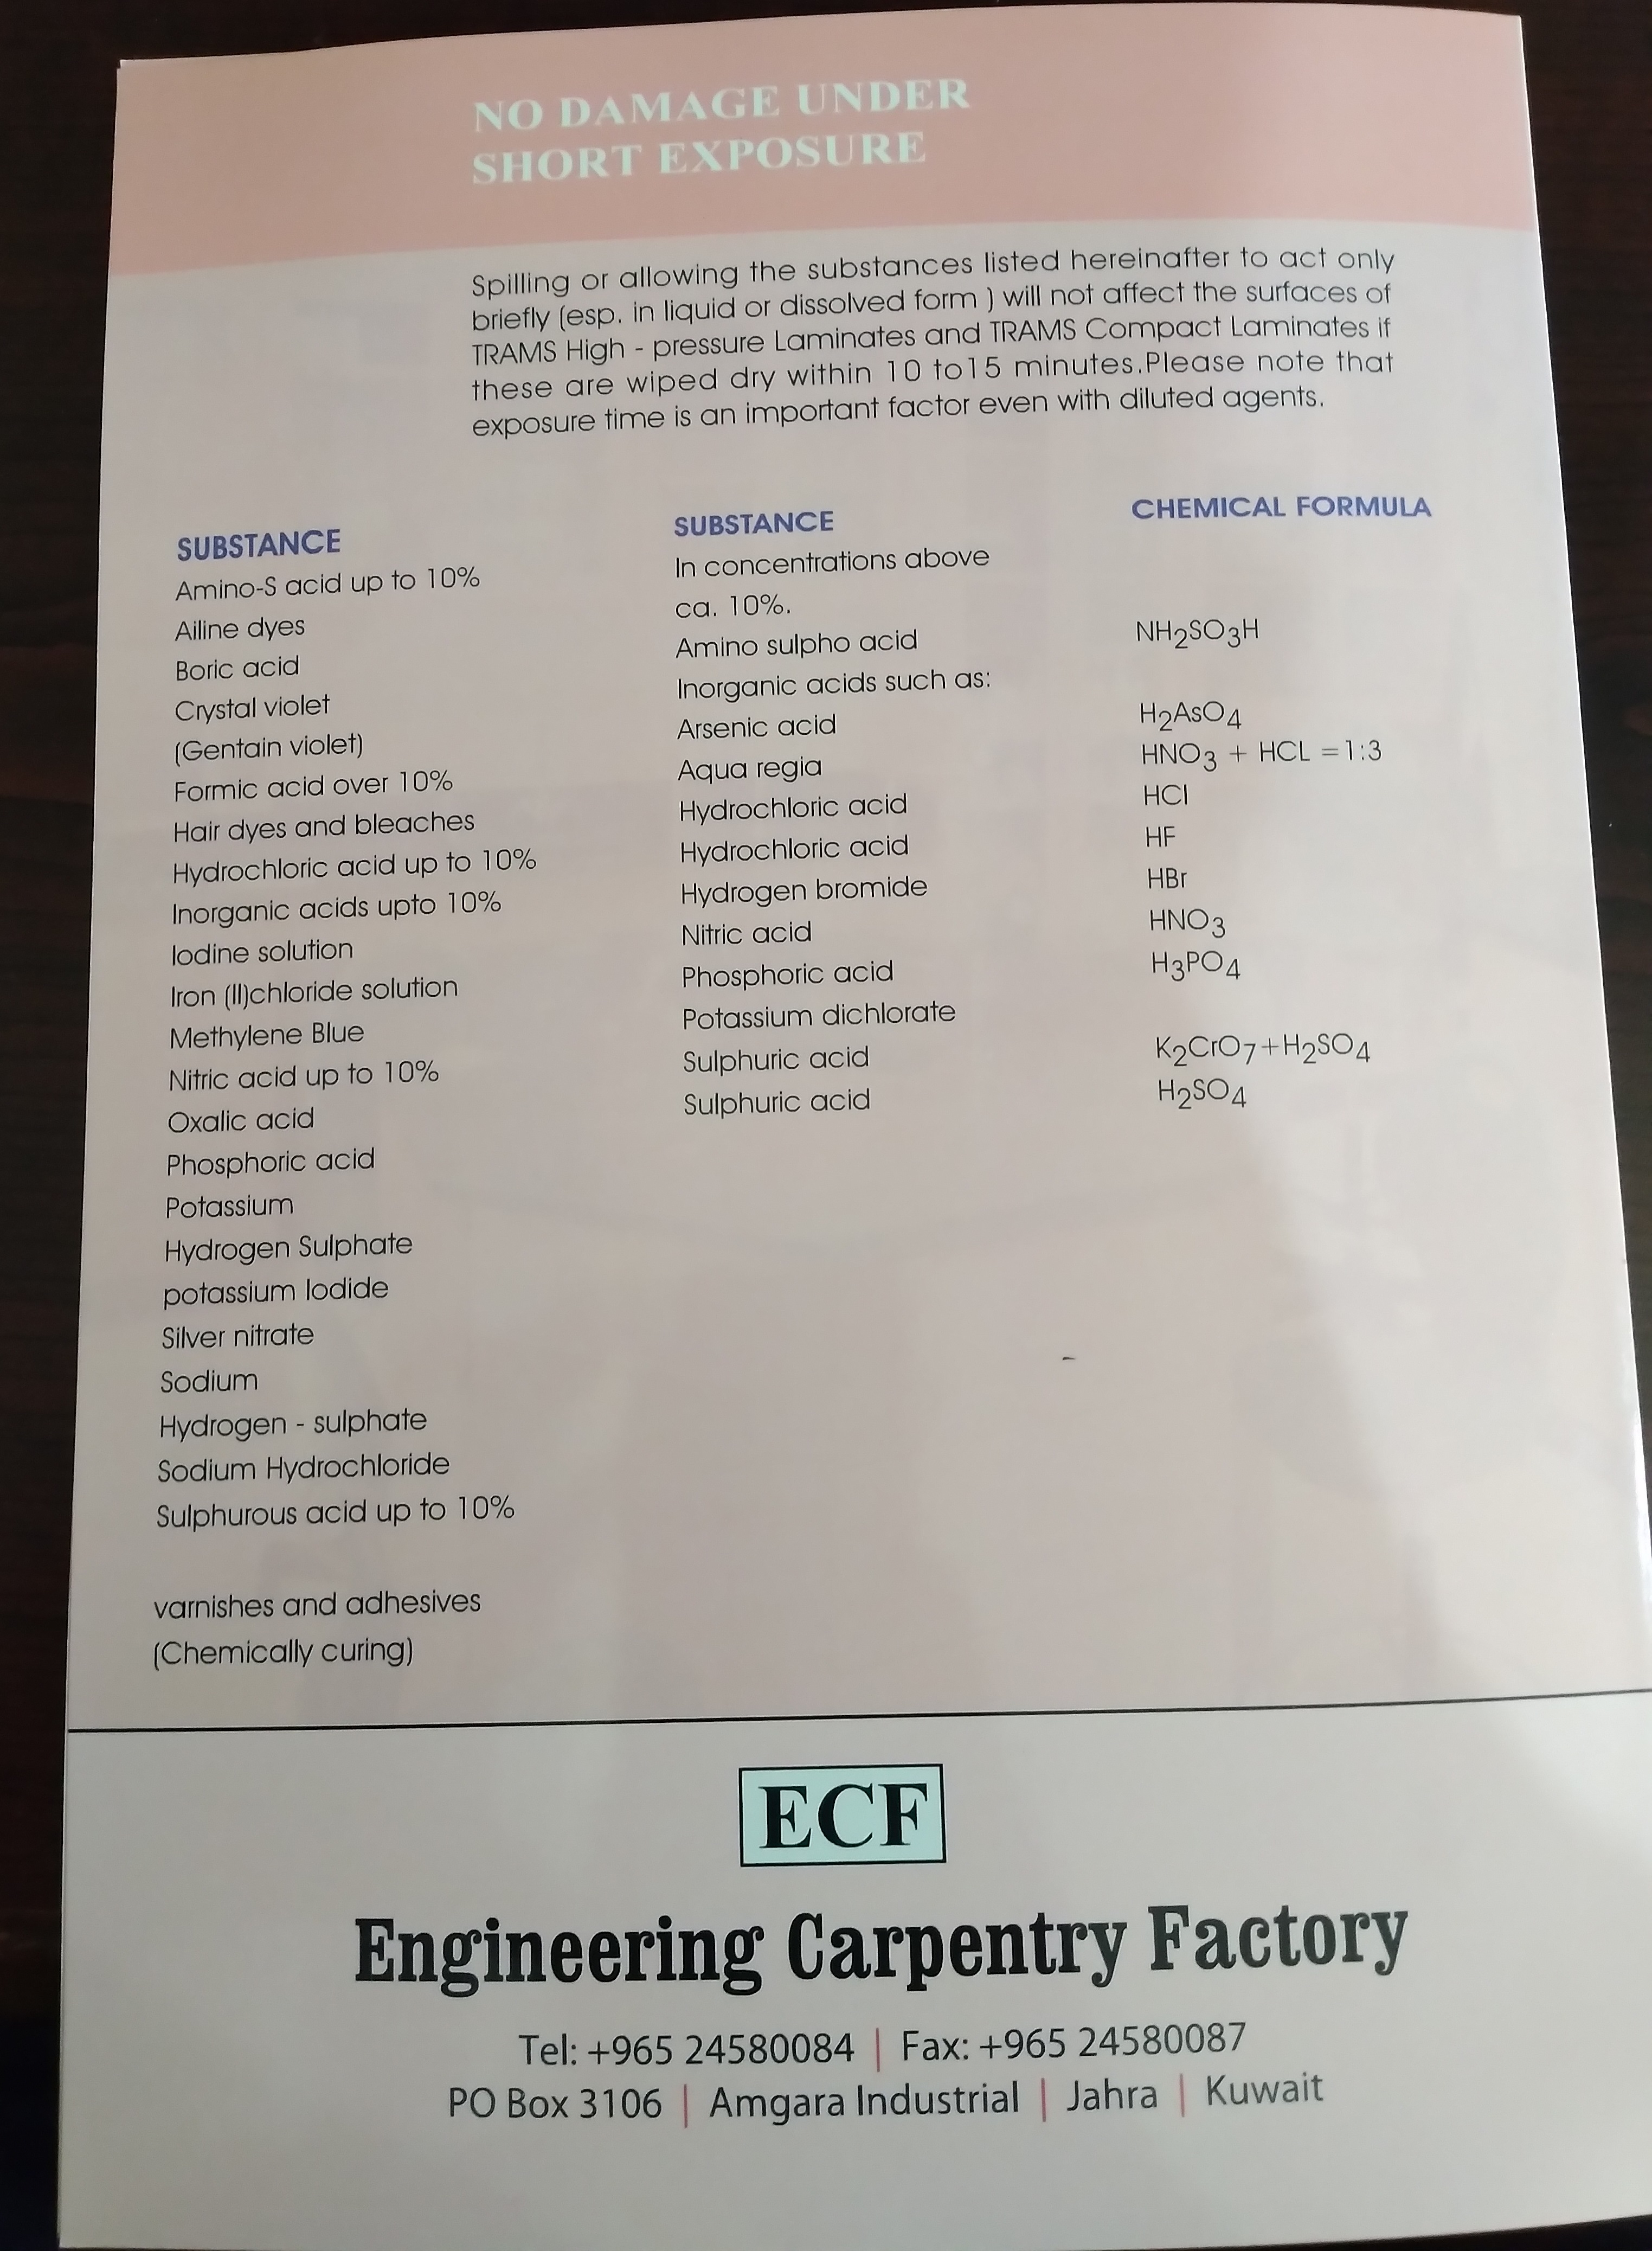 NO DAMAGE UNDER
SHORT EXPOSURE
Spilling or allowing the substances listed hereinafter to act only
briefly (esp. in liquid or dissolved form ) will not affect the surfaces of
TRAMS High - pressure Laminates and TRAMS Compact Laminates if
these are wiped dry within 10 to15 minutes.Please note that
exposure time is an important factor even with diluted agents.
SUBSTANCE
Amino-S acid up to 10%
Ailine dyes
Boric acid
Crystal violet
(Gentain violet)
Formic acid over 10%
Hair dyes and bleaches
Hydrochloric acid up to 10%
Inorganic acids upto 10%
Iodine solution
Iron (II)chloride solution
Methylene Blue
Nitric acid up to 10%
Oxalic acid
Phosphoric acid
Potassium
Hydrogen Sulphate
potassium Iodide
Silver nitrate
Sodium
Hydrogen - sulphate
Sodium Hydrochloride
Sulphurous acid up to 10%
varnishes and adhesives
(Chemically curing)
SUBSTANCE
In concentrations above
ca. 10%.
Amino sulpho acid
Inorganic acids such as:
Arsenic acid
Aqua regia
Hydrochloric acid
Hydrochloric acid
Hydrogen bromide
Nitric acid
Phosphoric acid
Potassium dichlorate
Sulphuric acid
Sulphuric acid
CHEMICAL FORMULA
NH2SO3H
H2AsO4
HNO3 + HCL = 1:3
HCl
HF
HBr
HNO3
H3PO4
K2CrO7+H2SO4
H2SO4
ECF
Engineering Carpentry Factory
Tel: +965 24580084 | Fax: +965 24580087
PO Box 3106 | Amgara Industrial | Jahra | Kuwait